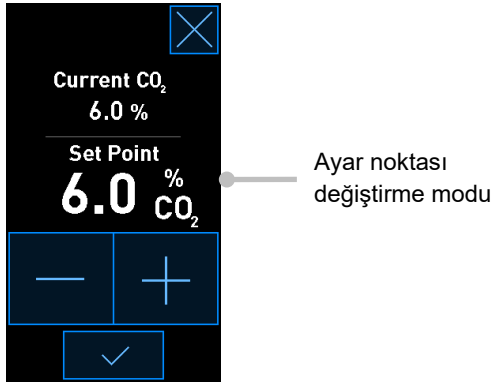 Current CO₂
6.0 %
Set Point
6.0 % CO₂
Ayar noktası
değiştirme modu